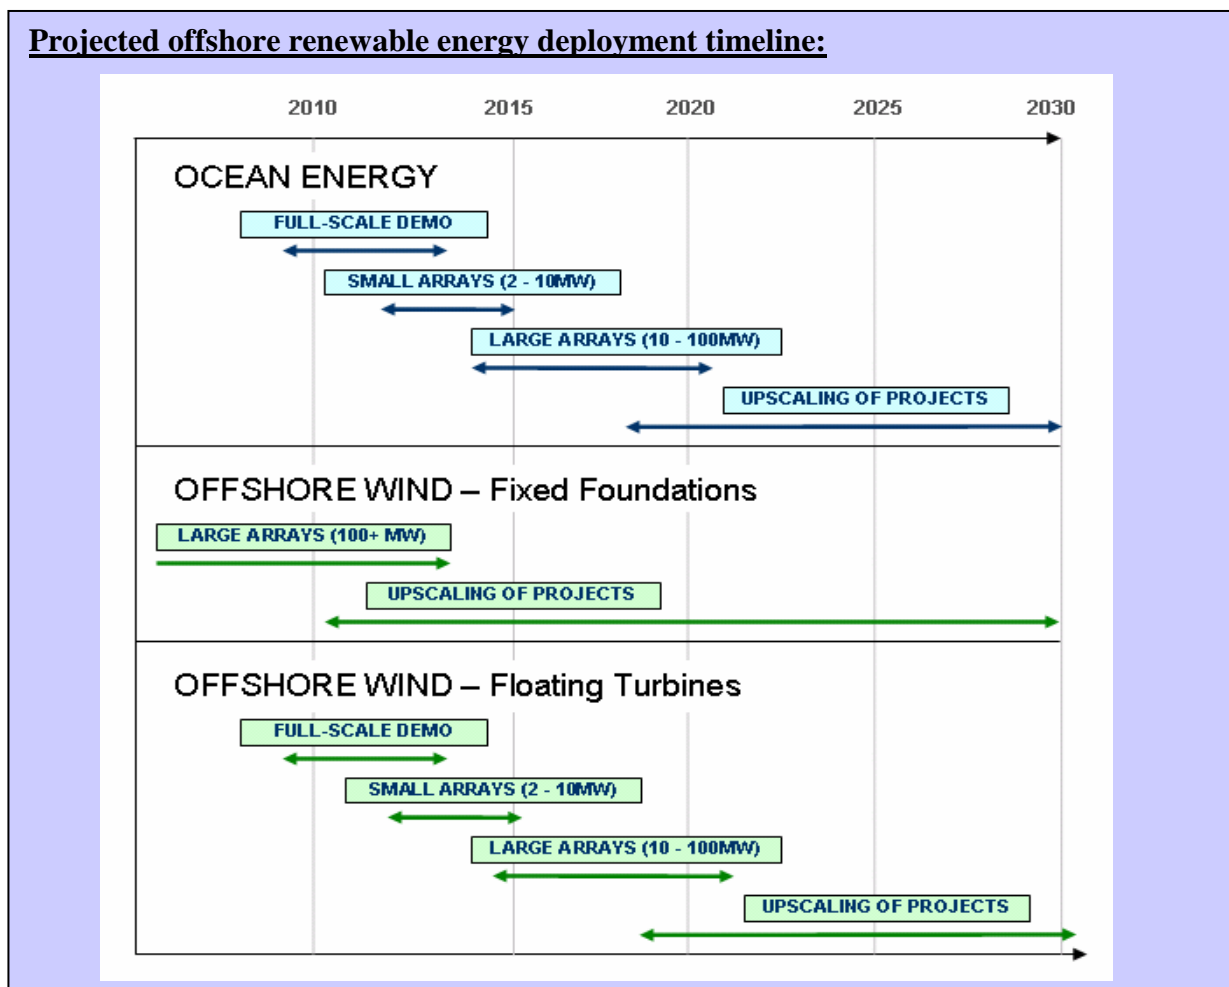 Projected offshore renewable energy deployment timeline:
2010 2015 2020 2025 2030
OCEAN ENERGY
FULL-SCALE DEMO
SMALL ARRAYS (2 - 10MW)
LARGE ARRAYS (10 - 100MW)
UPSCALING OF PROJECTS
OFFSHORE WIND – Fixed Foundations
LARGE ARRAYS (100+ MW)
UPSCALING OF PROJECTS
OFFSHORE WIND – Floating Turbines
FULL-SCALE DEMO
SMALL ARRAYS (2 - 10MW)
LARGE ARRAYS (10 - 100MW)
UPSCALING OF PROJECTS